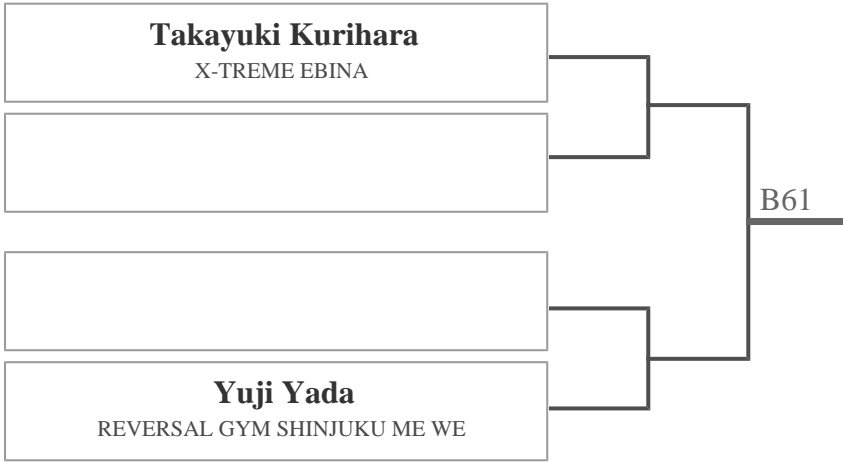 Takayuki Kurihara
X-TREME EBINA
B61
Yuji Yada
REVERSAL GYM SHINJUKU ME WE